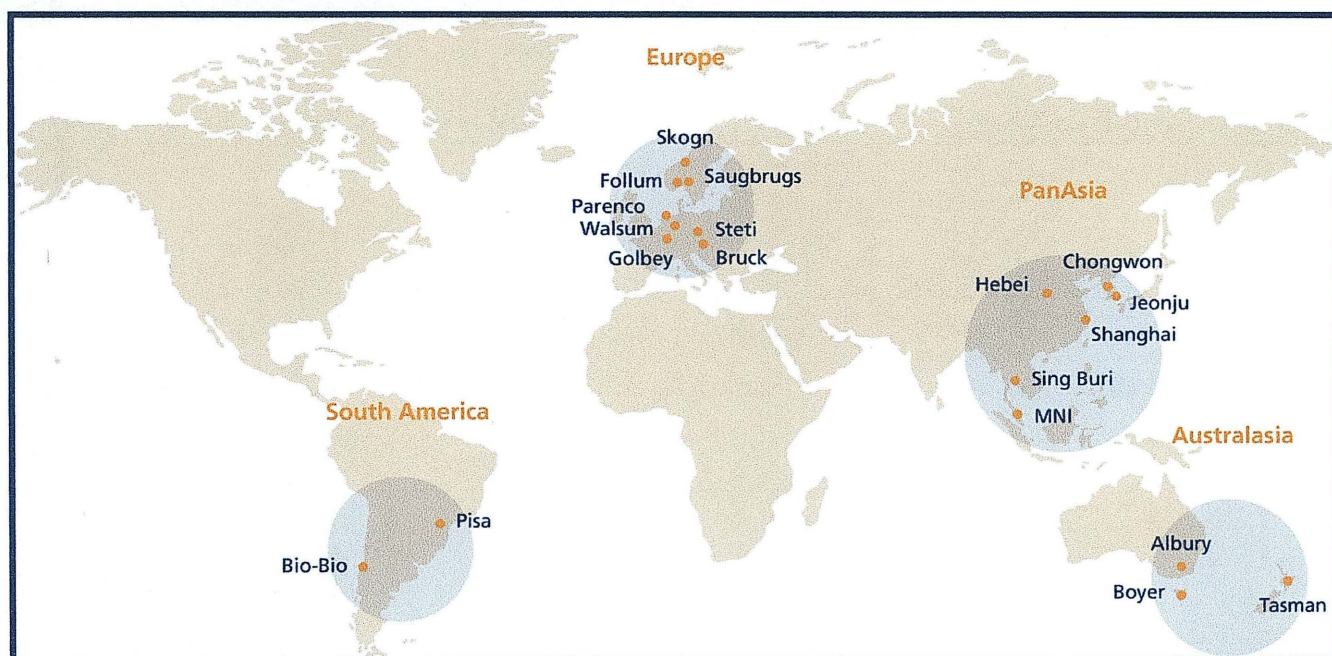 Europe
Skogn
Follum
Saugbrugs
Parenco
Walsum
Steti
Golbey
Bruck
PanAsia
Chongwon
Hebei
Jeonju
Shanghai
Sing Buri
MNI
South America
Pisa
Bio-Bio
Australasia
Albury
Boyer
Tasman